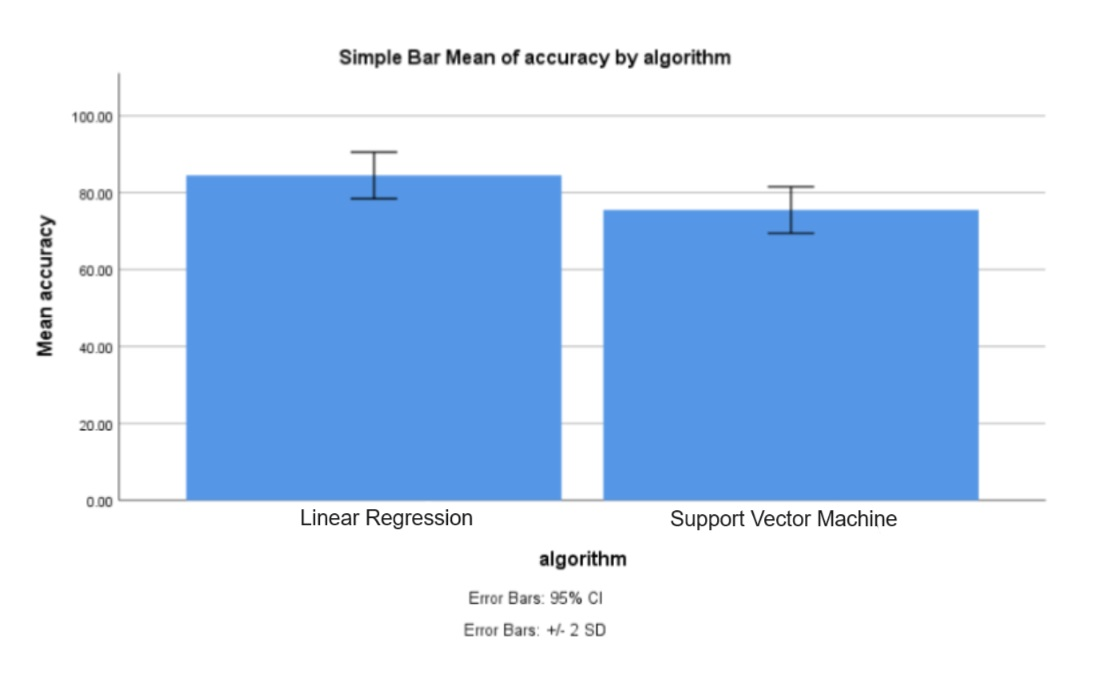 Simple Bar Mean of accuracy by algorithm
100.00
80.00
60.00
40.00
20.00
0.00
Mean accuracy
Linear Regression
Support Vector Machine
algorithm
Error Bars: 95% CI
Error Bars: +/- 2 SD